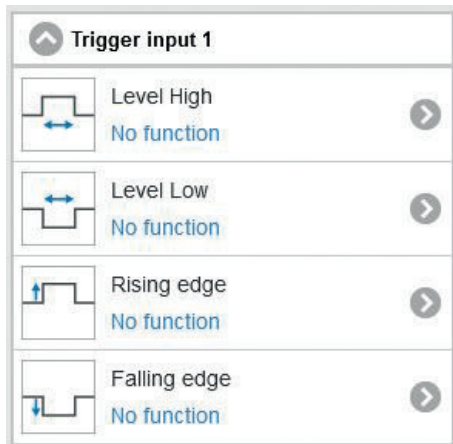 Trigger input 1
Level High
No function
Level Low
No function
Rising edge
No function
Falling edge
No function